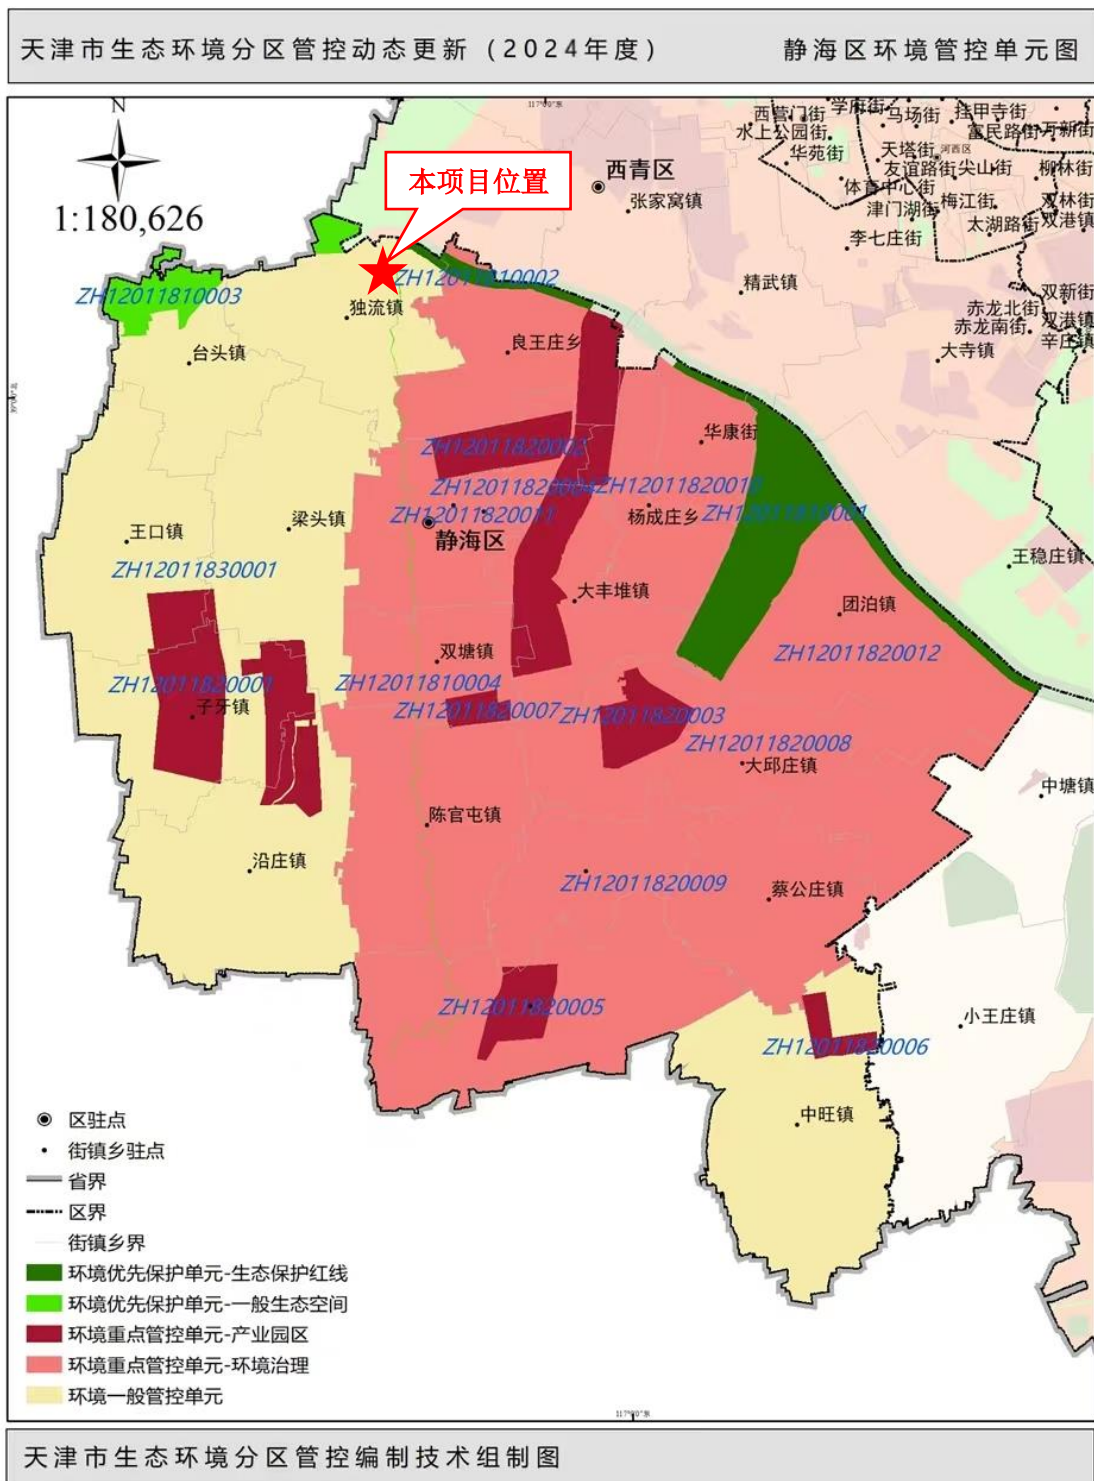 天津市生态环境分区管控动态更新（2024年度） 静海区环境管控单元图
N
1:180,626
本项目位置
西青区
张家窝镇
西营门街
学府街
马场街
挂甲寺街
水上公园街
富民路街
万新街
华苑街
天塔街
河西区
友谊路街
尖山街
柳林街
体育中心街
津门湖街
梅江街
双林街
太湖路街
双港镇
李七庄街
精武镇
双新街
赤龙北街
赤龙南街
双港镇
辛庄镇
大寺镇
ZH12011810002
ZH12011810003
独流镇
台头镇
良王庄乡
华康街
ZH12011820002
ZH12011820004
ZH12011820011
静海区
杨成庄乡
ZH12011810001
梁头镇
王口镇
ZH12011830001
王稳庄镇
大丰堆镇
团泊镇
双塘镇
ZH12011820012
ZH12011820001
子牙镇
ZH12011810004
ZH12011820007
ZH12011820003
ZH12011820008
大邱庄镇
中塘镇
陈官屯镇
沿庄镇
ZH12011820009
蔡公庄镇
ZH12011820005
小王庄镇
ZH12011820006
中旺镇
区驻点
街镇乡驻点
省界
区界
街镇乡界
环境优先保护单元-生态保护红线
环境优先保护单元-一般生态空间
环境重点管控单元-产业园区
环境重点管控单元-环境治理
环境一般管控单元
天津市生态环境分区管控编制技术组制图